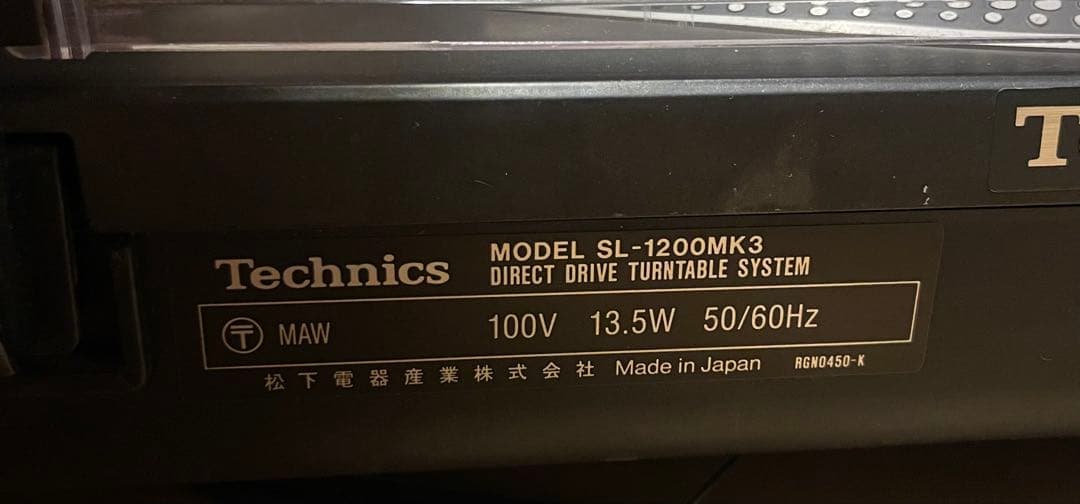 T
Technics
MODEL SL-1200MK3
DIRECT DRIVE TURNTABLE SYSTEM
〒 MAW 100V 13.5W 50/60Hz
松下電器産業株式会社 Made in Japan RGN0450-K